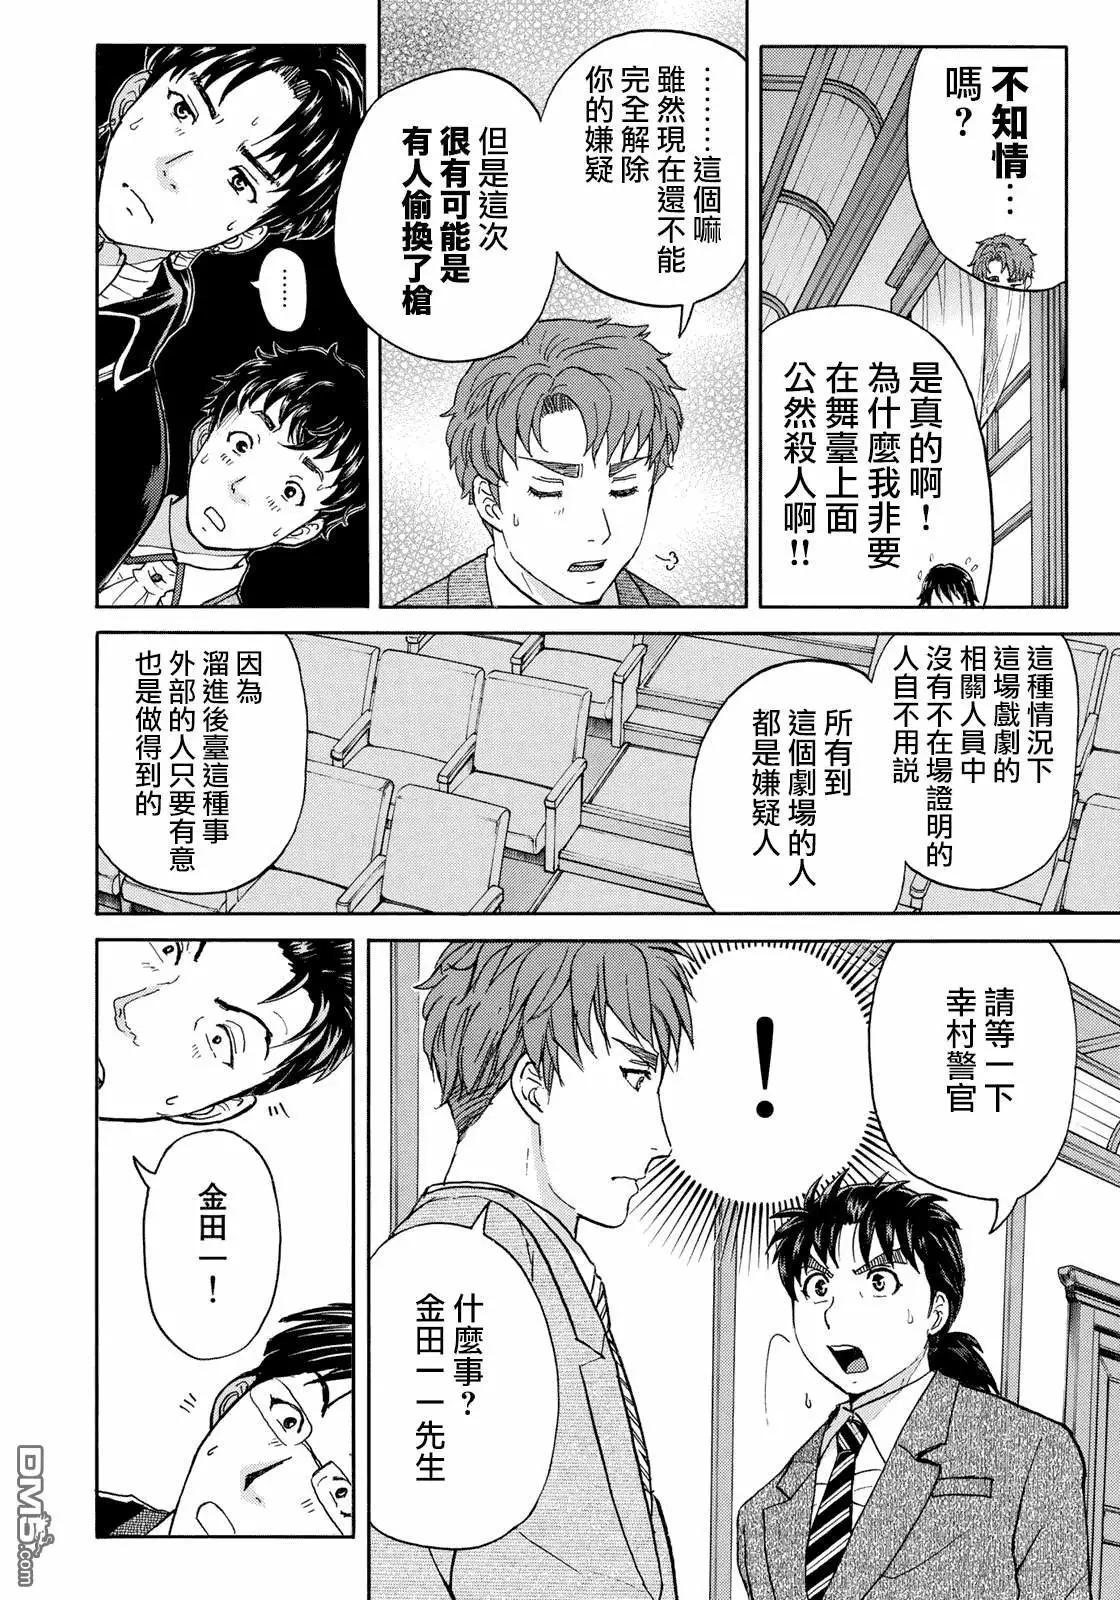 不知情⋯
嗎？
是真的啊！
為什麼我非要
在舞臺上面
公然殺人啊!!
⋯⋯⋯這個嘛
雖然現在還不能
完全解除
你的嫌疑
但是這次
很有可能是
有人偷換了槍
⋯⋯
這種情況下
這場戲劇的
相關人員中
沒有不在場證明的
人自不用說
所有到
這個劇場的人
都是嫌疑人
因為
溜進後臺這種事
外部的人只要有意
也是做得到的
請等一下
幸村警官
！
什麼事？
金田一一先生
金田一！
DM5.com